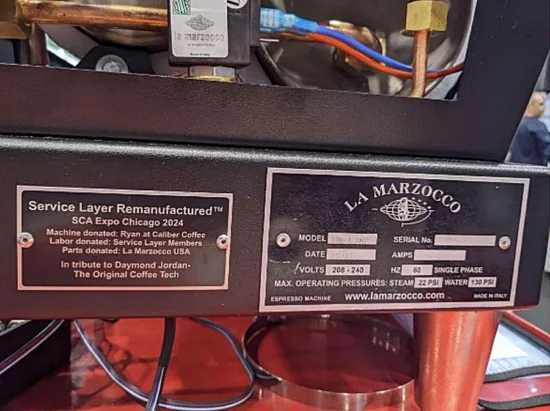 la marzocco
Service Layer Remanufactured™
SCA Expo Chicago 2024
Machine donated: Ryan at Caliber Coffee
Labor donated: Service Layer Members
Parts donated: La Marzocco USA
In tribute to Daymond Jordan-
The Original Coffee Tech
LA MARZOCCO
MODEL
SERIAL No.
DATE
AMPS
VOLTS 208 - 240 HZ 60 SINGLE PHASE
MAX. OPERATING PRESSURES: STEAM 22 PSI WATER 130 PSI
ESPRESSO MACHINE www.lamarzocco.com MADE IN ITALY